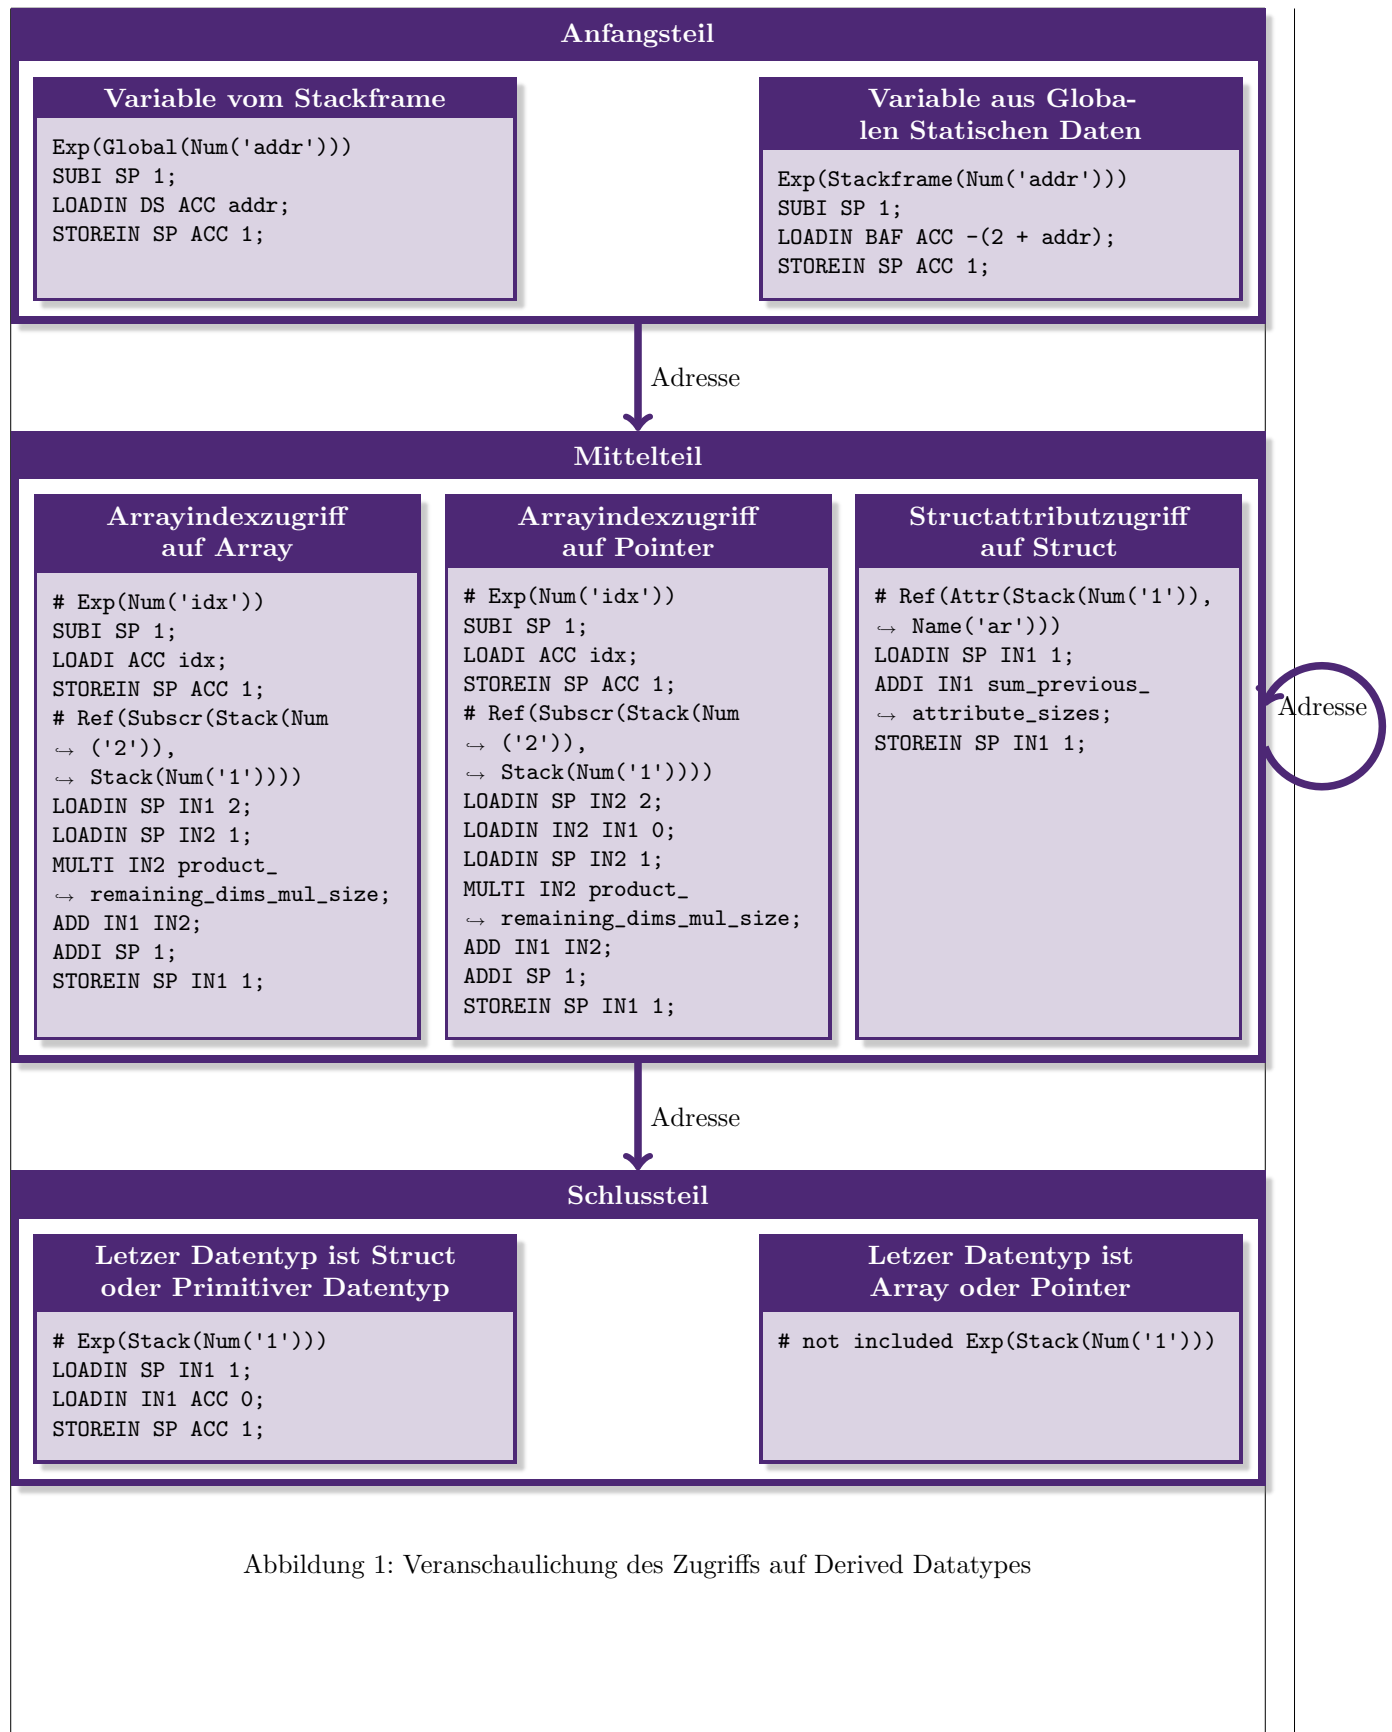 Anfangsteil
Variable vom Stackframe
Exp(Global(Num('addr')))
SUBI SP 1;
LOADIN DS ACC addr;
STOREIN SP ACC 1;
Variable aus Globa-
len Statischen Daten
Exp(Stackframe(Num('addr')))
SUBI SP 1;
LOADIN BAF ACC -(2 + addr);
STOREIN SP ACC 1;
Adresse
Mittelteil
Arrayindexzugriff
auf Array
# Exp(Num('idx'))
SUBI SP 1;
LOADI ACC idx;
STOREIN SP ACC 1;
# Ref(Subscr(Stack(Num
↪ ('2')),
↪ Stack(Num('1'))))
LOADIN SP IN1 2;
LOADIN SP IN2 1;
MULTI IN2 product_
↪ remaining_dims_mul_size;
ADD IN1 IN2;
ADDI SP 1;
STOREIN SP IN1 1;
Arrayindexzugriff
auf Pointer
# Exp(Num('idx'))
SUBI SP 1;
LOADI ACC idx;
STOREIN SP ACC 1;
# Ref(Subscr(Stack(Num
↪ ('2')),
↪ Stack(Num('1'))))
LOADIN SP IN2 2;
LOADIN IN2 IN1 0;
LOADIN SP IN2 1;
MULTI IN2 product_
↪ remaining_dims_mul_size;
ADD IN1 IN2;
ADDI SP 1;
STOREIN SP IN1 1;
Structattributzugriff
auf Struct
# Ref(Attr(Stack(Num('1')),
↪ Name('ar')))
LOADIN SP IN1 1;
ADDI IN1 sum_previous_
↪ attribute_sizes;
STOREIN SP IN1 1;
Adresse
Adresse
Schlussteil
Letzer Datentyp ist Struct
oder Primitiver Datentyp
# Exp(Stack(Num('1')))
LOADIN SP IN1 1;
LOADIN IN1 ACC 0;
STOREIN SP ACC 1;
Letzer Datentyp ist
Array oder Pointer
# not included Exp(Stack(Num('1')))
Abbildung 1: Veranschaulichung des Zugriffs auf Derived Datatypes